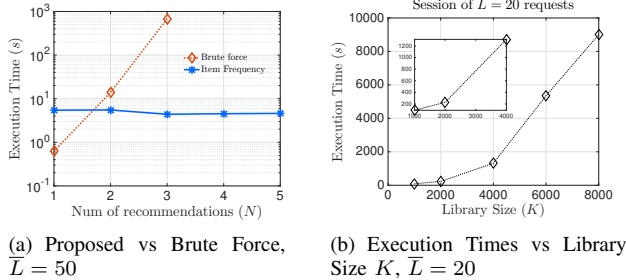 10^3
10^2
10^1
10^0
10^-1
Execution Time (s)
Brute force
Item Frequency
1 2 3 4 5
Num of recommendations (N)
(a) Proposed vs Brute Force,
L̅ = 50
Session of L = 20 requests
10000
8000
6000
4000
2000
0
Execution Time (s)
1200
1000
800
600
400
200
1000 2000 3000 4000
0 2000 4000 6000 8000
Library Size (K)
(b) Execution Times vs Library
Size K, L̅ = 20